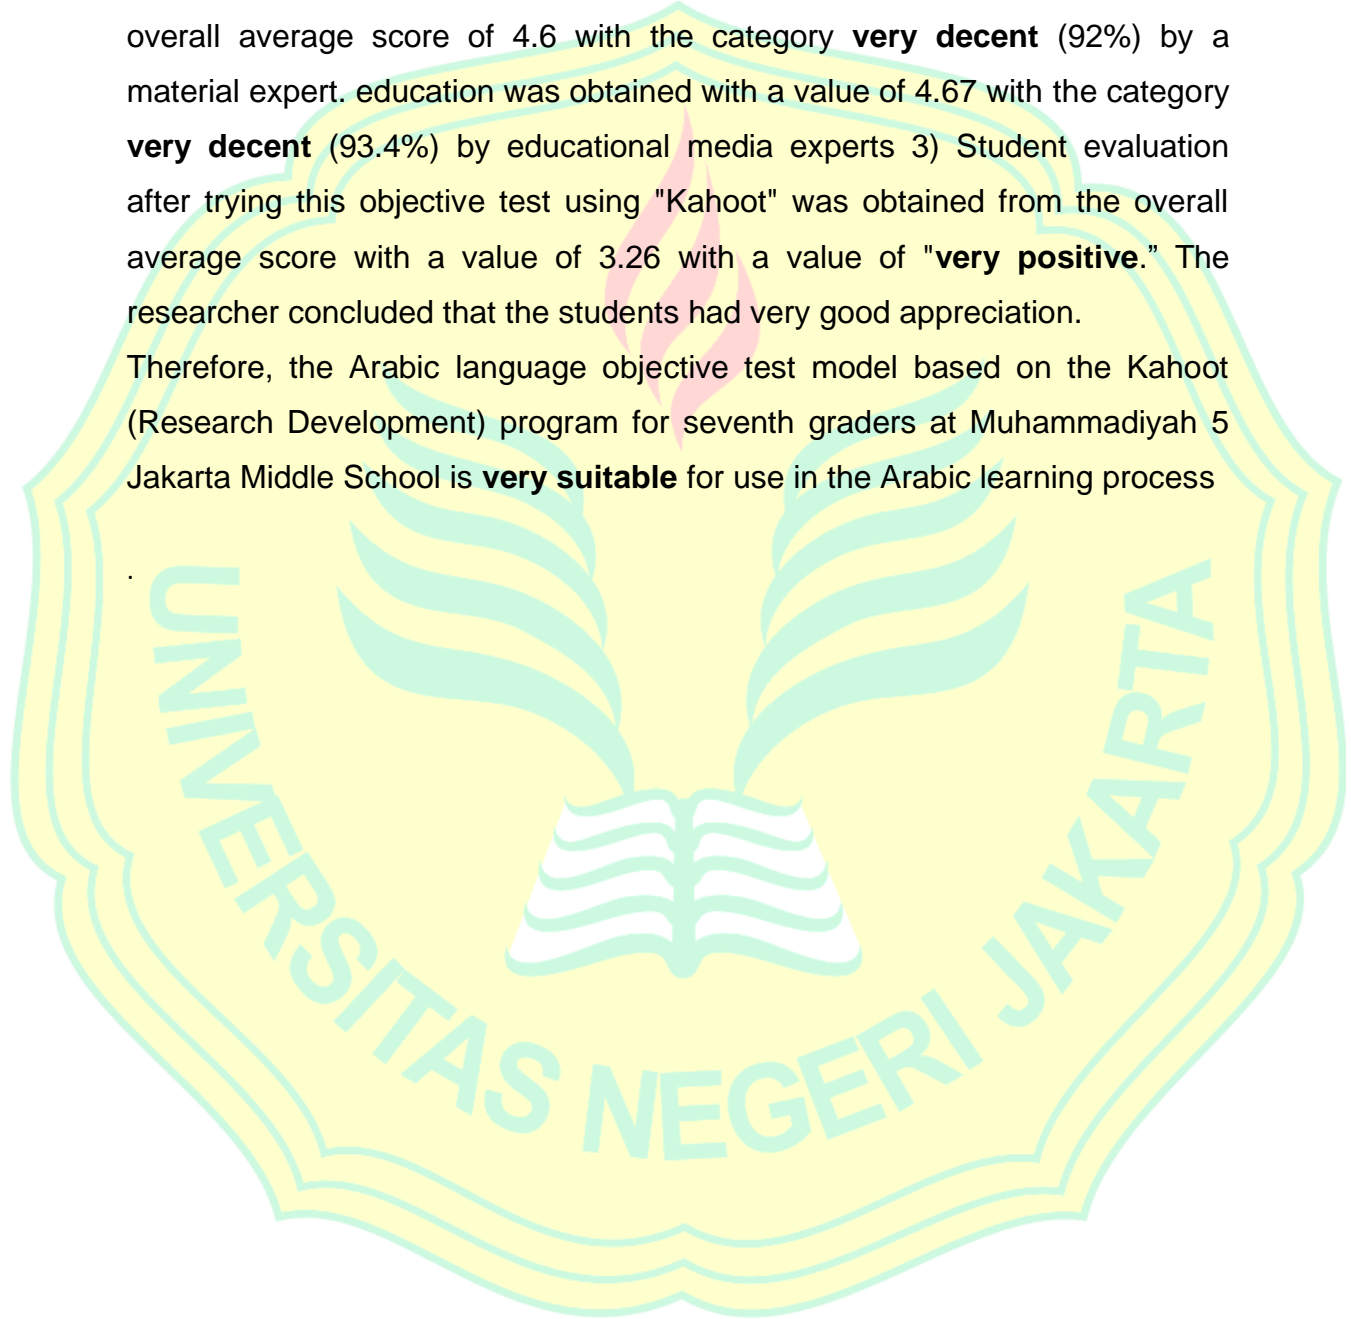 overall average score of 4.6 with the category very decent (92%) by a
material expert. education was obtained with a value of 4.67 with the category
very decent (93.4%) by educational media experts 3) Student evaluation
after trying this objective test using "Kahoot" was obtained from the overall
average score with a value of 3.26 with a value of "very positive.” The
researcher concluded that the students had very good appreciation.
Therefore, the Arabic language objective test model based on the Kahoot
(Research Development) program for seventh graders at Muhammadiyah 5
Jakarta Middle School is very suitable for use in the Arabic learning process
.
UNIVERSITAS NEGERI JAKARTA